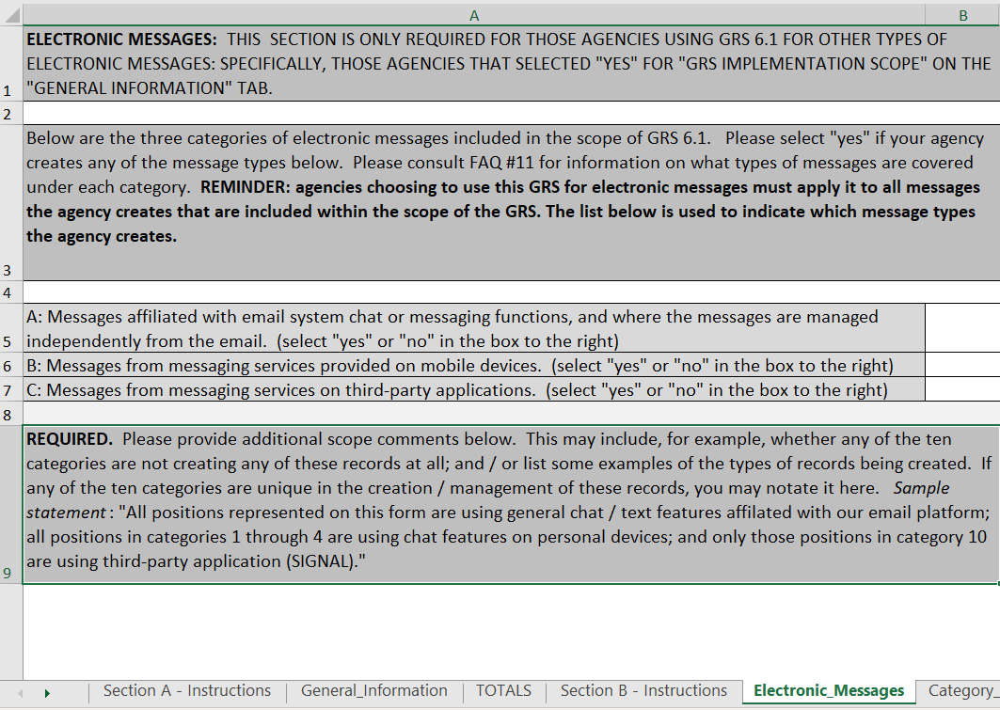 A B
1 ELECTRONIC MESSAGES: THIS SECTION IS ONLY REQUIRED FOR THOSE AGENCIES USING GRS 6.1 FOR OTHER TYPES OF
ELECTRONIC MESSAGES: SPECIFICALLY, THOSE AGENCIES THAT SELECTED "YES" FOR "GRS IMPLEMENTATION SCOPE" ON THE
"GENERAL INFORMATION" TAB.
2
3 Below are the three categories of electronic messages included in the scope of GRS 6.1. Please select "yes" if your agency
creates any of the message types below. Please consult FAQ #11 for information on what types of messages are covered
under each category. REMINDER: agencies choosing to use this GRS for electronic messages must apply it to all messages
the agency creates that are included within the scope of the GRS. The list below is used to indicate which message types
the agency creates.
4
5 A: Messages affiliated with email system chat or messaging functions, and where the messages are managed
independently from the email. (select "yes" or "no" in the box to the right)
6 B: Messages from messaging services provided on mobile devices. (select "yes" or "no" in the box to the right)
7 C: Messages from messaging services on third-party applications. (select "yes" or "no" in the box to the right)
8
9 REQUIRED. Please provide additional scope comments below. This may include, for example, whether any of the ten
categories are not creating any of these records at all; and / or list some examples of the types of records being created. If
any of the ten categories are unique in the creation / management of these records, you may notate it here. Sample
statement: "All positions represented on this form are using general chat / text features affilated with our email platform;
all positions in categories 1 through 4 are using chat features on personal devices; and only those positions in category 10
are using third-party application (SIGNAL)."
Section A - Instructions General_Information TOTALS Section B - Instructions Electronic_Messages Category_